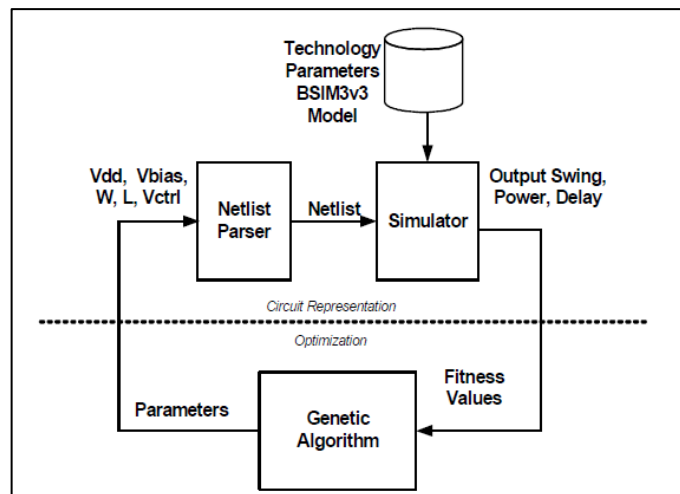 Technology
Parameters
BSIM3v3
Model
Vdd, Vbias,
W, L, Vctrl
Netlist
Parser
Netlist
Simulator
Output Swing,
Power, Delay
Circuit Representation
Optimization
Parameters
Genetic
Algorithm
Fitness
Values